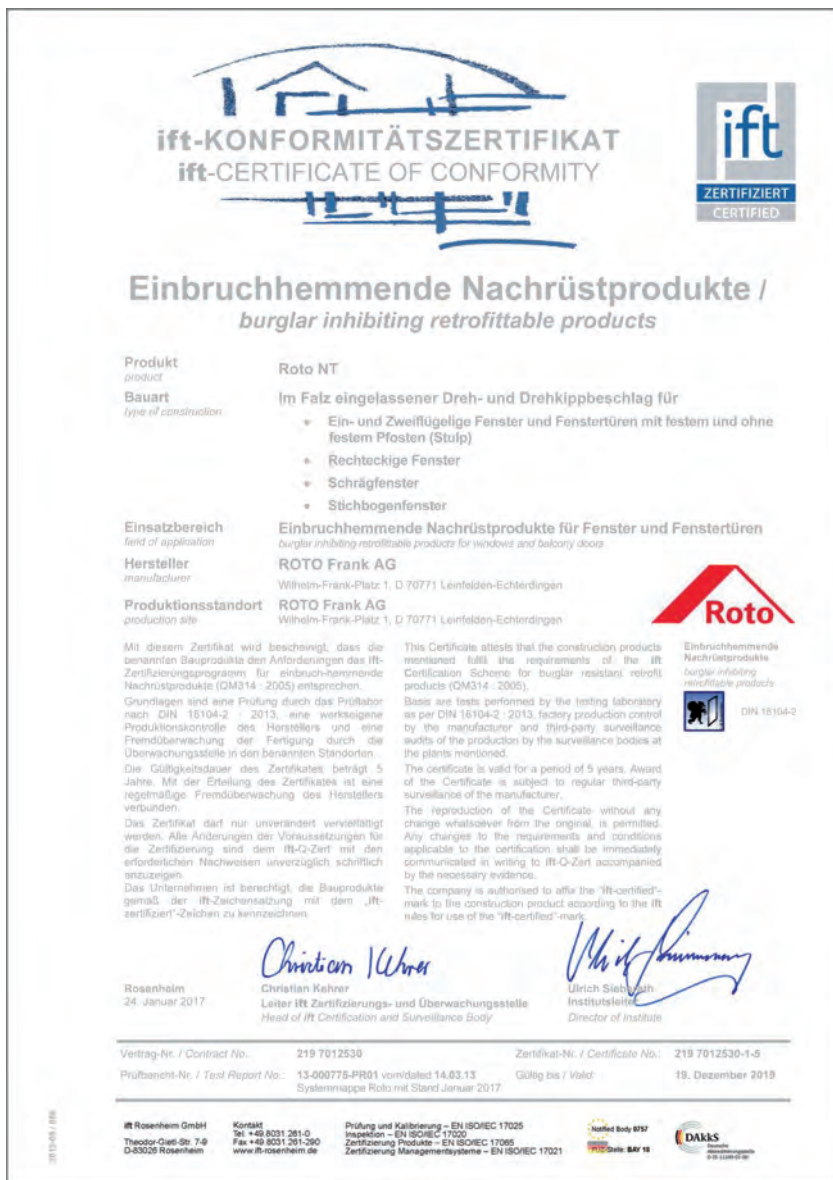 ift-KONFORMITÄTSZERTIFIKAT
ift-CERTIFICATE OF CONFORMITY
ift
ZERTIFIZIERT
CERTIFIED
Einbruchhemmende Nachrüstprodukte /
burglar inhibiting retrofittable products
Produkt
product
Roto NT
Bauart
type of construction
Im Falz eingelassener Dreh- und Drehkippbeschlag für
Ein- und Zweiflügelige Fenster und Fenstertüren mit festem und ohne
festem Pfosten (Stulp)
Rechteckige Fenster
Schrägfenster
Stichbogenfenster
Einsatzbereich
field of application
Einbruchhemmende Nachrüstprodukte für Fenster und Fenstertüren
burglar inhibiting retrofittable products for windows and balcony doors
Hersteller
manufacturer
ROTO Frank AG
Wilhelm-Frank-Platz 1, D 70771 Leinfelden-Echterdingen
Produktionsstandort
production site
ROTO Frank AG
Wilhelm-Frank-Platz 1, D 70771 Leinfelden-Echterdingen
Roto
Mit diesem Zertifikat wird bescheinigt, dass die
benannten Bauprodukte den Anforderungen des ift-
Zertifizierungsprogramm für einbruch-hemmende
Nachrüstprodukte (QM314 : 2005) entsprechen.
Grundlagen sind eine Prüfung durch das Prüflabor
nach DIN 18104-2 : 2013, eine werkseigene
Produktionskontrolle des Herstellers und eine
Fremdüberwachung der Fertigung durch die
Überwachungsstelle in den benannten Standorten.
Die Gültigkeitsdauer des Zertifikates beträgt 5
Jahre. Mit der Erteilung des Zertifikates ist eine
regelmäßige Fremdüberwachung des Herstellers
verbunden.
Das Zertifikat darf nur unverändert vervielfältigt
werden. Alle Änderungen der Voraussetzungen für
die Zertifizierung sind dem ift-Q-Zert mit den
erforderlichen Nachweisen unverzüglich schriftlich
anzuzeigen.
Das Unternehmen ist berechtigt, die Bauprodukte
gemäß der ift-Zeichensatzung mit dem „ift-
zertifiziert"-Zeichen zu kennzeichnen.
This Certificate attests that the construction products
mentioned fulfil the requirements of the ift
Certification Scheme for burglar resistant retrofit
products (QM314 : 2005).
Basis are tests performed by the testing laboratory
as per DIN 18104-2 : 2013, factory production control
by the manufacturer and third-party surveillance
audits of the production by the surveillance bodies at
the plants mentioned.
The certificate is valid for a period of 5 years. Award
of the Certificate is subject to regular third-party
surveillance of the manufacturer.
The reproduction of the Certificate without any
change whatsoever from the original, is permitted.
Any changes to the requirements and conditions
applicable to the certification shall be immediately
communicated in writing to ift-Q-Zert accompanied
by the necessary evidence.
The company is authorised to affix the "ift-certified"-
mark to the construction product according to the ift
rules for use of the "ift-certified"-mark.
Einbruchhemmende
Nachrüstprodukte
burglar inhibiting
retrofittable products
DIN 18104-2
Christian Kehrer
Rosenheim
24. Januar 2017
Christian Kehrer
Leiter ift Zertifizierungs- und Überwachungsstelle
Head of ift Certification and Surveillance Body
Ulrich Sieberath
Institutsleiter
Director of Institute
Vertrag-Nr. / Contract No.: 219 7012530
Zertifikat-Nr. / Certificate No.: 219 7012530-1-5
Prüfbericht-Nr. / Test Report No.: 13-000775-PR01 vom/dated 14.03.13
Systemmappe Roto mit Stand Januar 2017
Gültig bis / Valid: 19. Dezember 2019
ift Rosenheim GmbH
Theodor-Gietl-Str. 7-9
D-83026 Rosenheim
Kontakt
Tel. +49.8031.261-0
Fax +49.8031.261-290
www.ift-rosenheim.de
Prüfung und Kalibrierung – EN ISO/IEC 17025
Inspektion – EN ISO/IEC 17020
Zertifizierung Produkte – EN ISO/IEC 17065
Zertifizierung Managementsysteme – EN ISO/IEC 17021
Notified Body 0757
PÜZ-Stelle: BAY 18
DAkkS
Deutsche
Akkreditierungsstelle